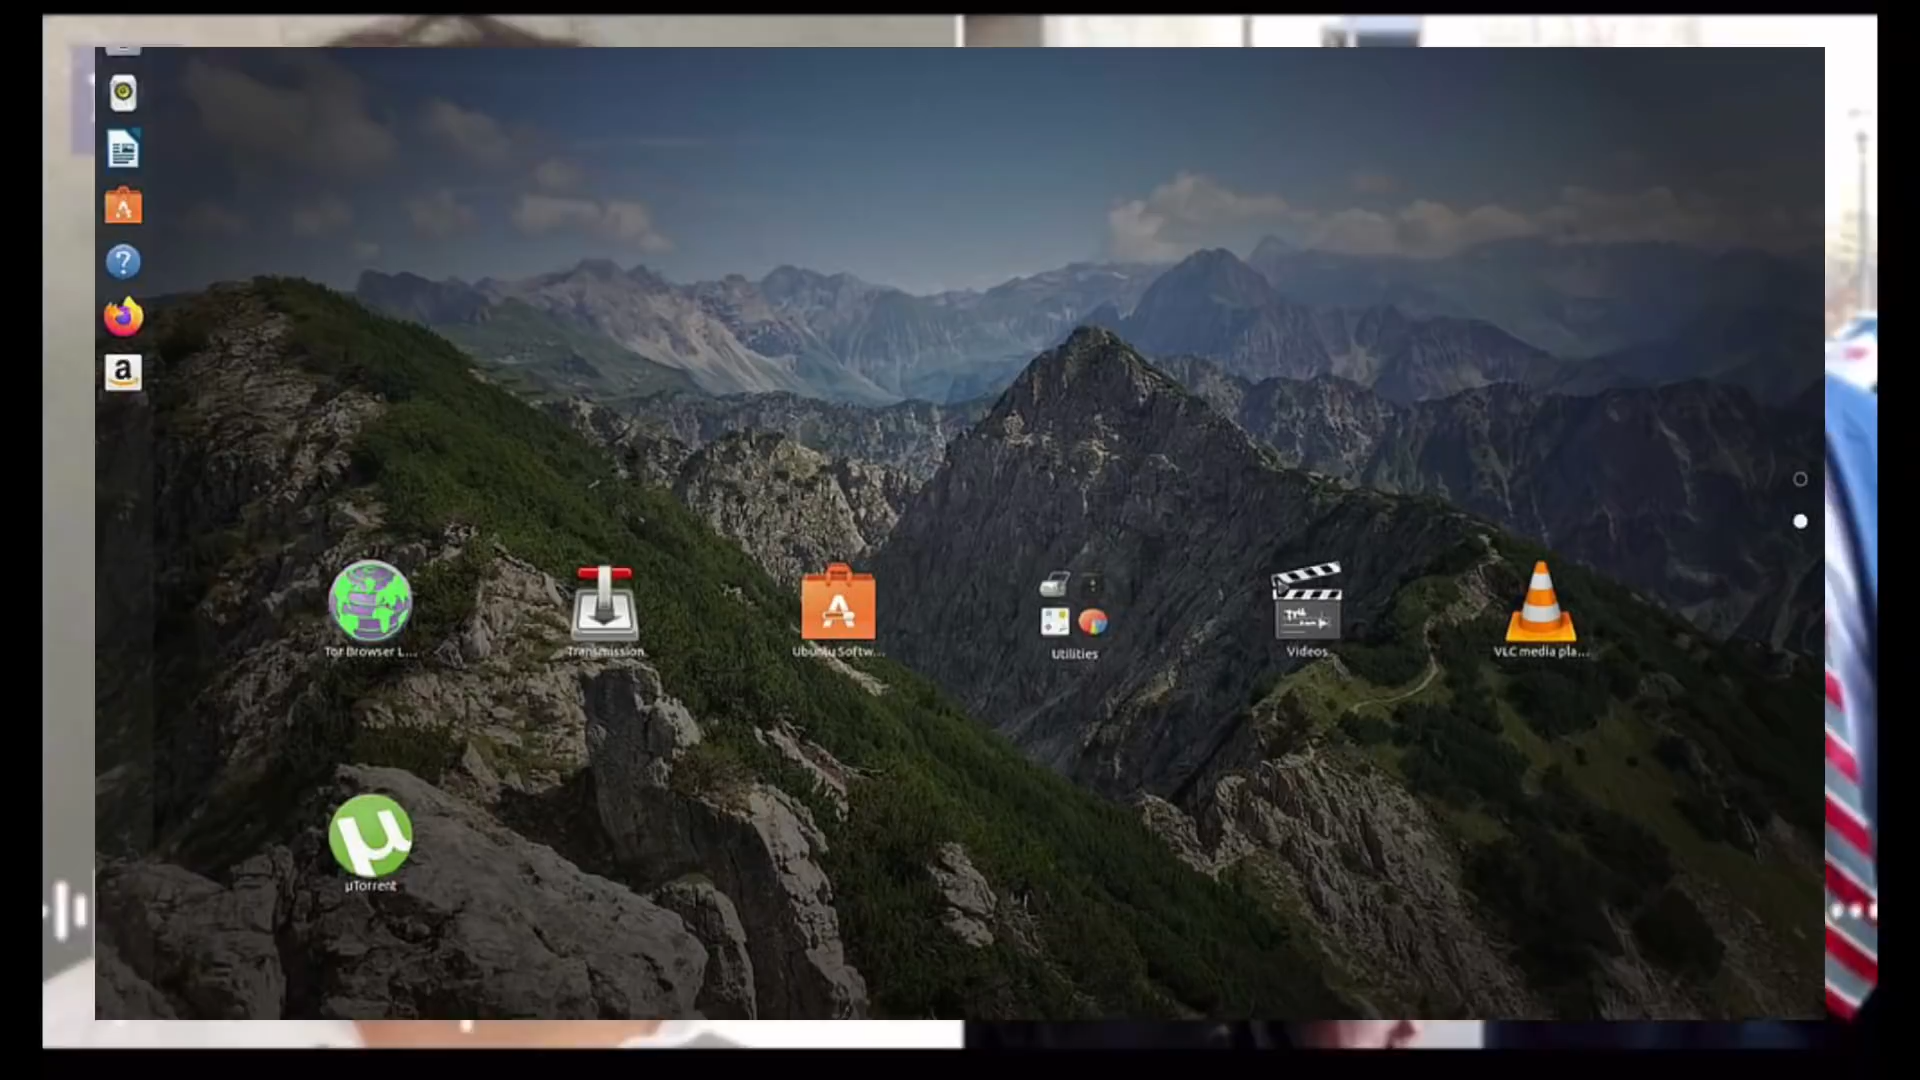 Tor Browser L...
Transmission
Ubuntu Softw...
Utilities
Videos
VLC media pla...
µTorrent